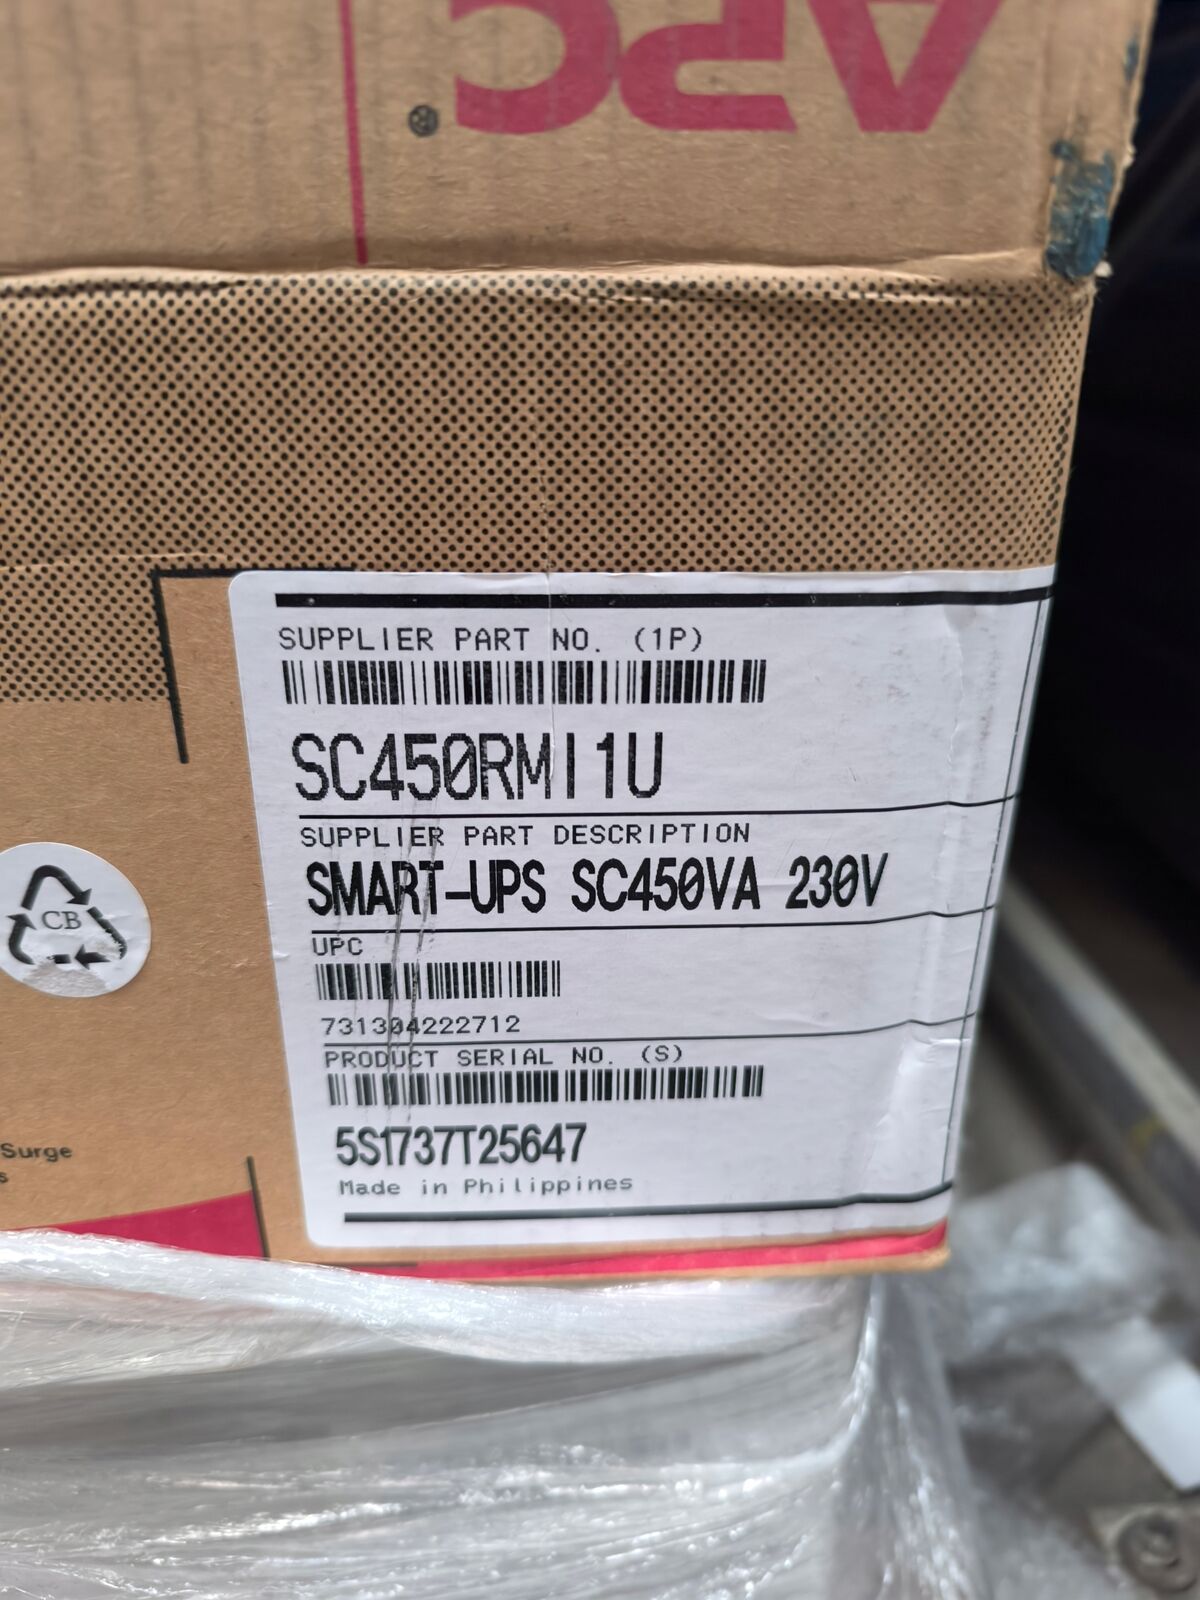 APC®
SUPPLIER PART NO. (1P)
SC450RMI1U
SUPPLIER PART DESCRIPTION
SMART-UPS SC450VA 230V
CB
UPC
731304222712
PRODUCT SERIAL NO. (S)
5S1737T25647
Surge
s
Made in Philippines